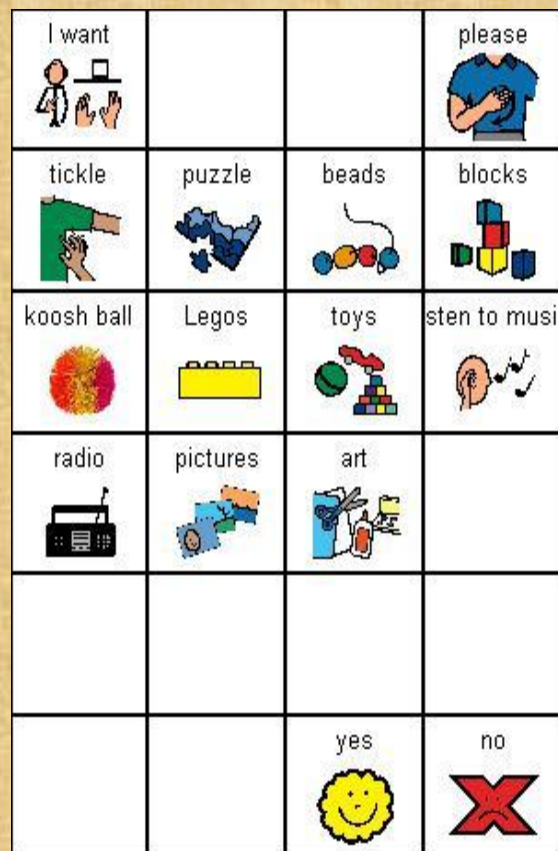 I want
please
tickle
puzzle
beads
blocks
koosh ball
Legos
toys
sten to musi
radio
pictures
art
yes
no